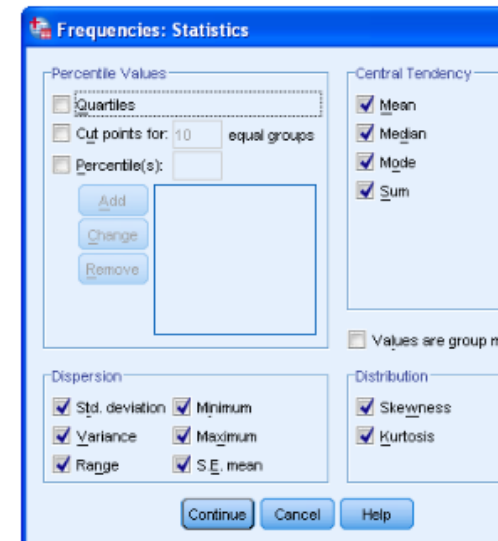 Frequencies: Statistics
Percentile Values
Quartiles
Cut points for: 10 equal groups
Percentile(s):
Add
Change
Remove
Central Tendency
Mean
Median
Mode
Sum
Values are group m
Dispersion
Std. deviation
Minimum
Variance
Maximum
Range
S.E. mean
Distribution
Skewness
Kurtosis
Continue
Cancel
Help